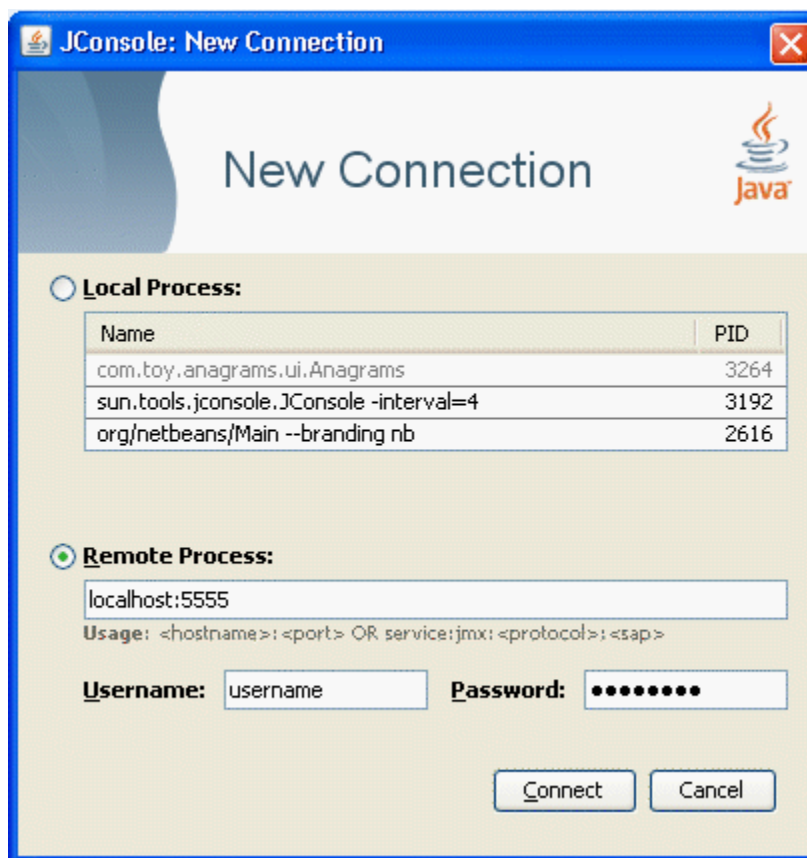 JConsole: New Connection
New Connection
Java
Local Process:
Name PID
com.toy.anagrams.ui.Anagrams 3264
sun.tools.jconsole.JConsole -interval=4 3192
org/netbeans/Main --branding nb 2616
Remote Process:
localhost:5555
Usage: <hostname>:<port> OR service:jmx:<protocol>:<sap>
Username: username Password: ●●●●●●●●
Connect Cancel